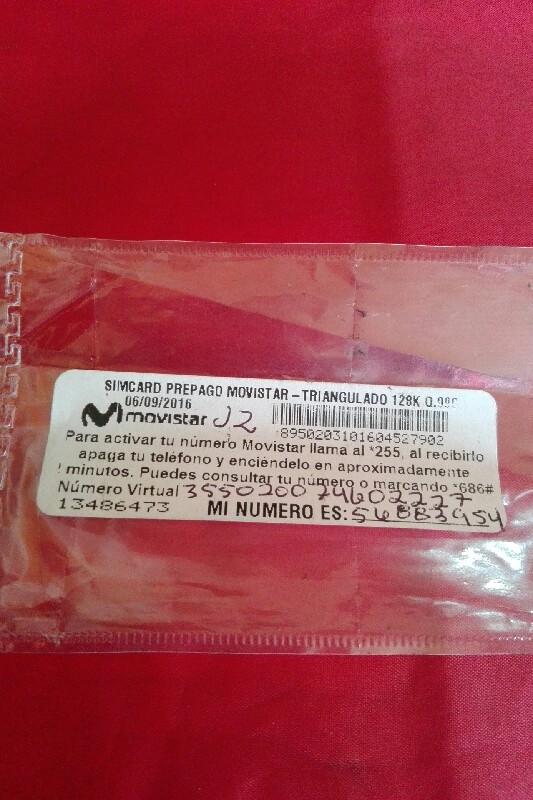 SIMCARD PREPAGO MOVISTAR - TRIANGULADO 128K 0.99C
06/09/2016
movistar J2
8950203101604527902
Para activar tu número Movistar llama al *255, al recibirlo
apaga tu teléfono y enciéndelo en aproximadamente
minutos. Puedes consultar tu número o marcando *686#
Número Virtual 355020074602227
13486473 MI NUMERO ES: